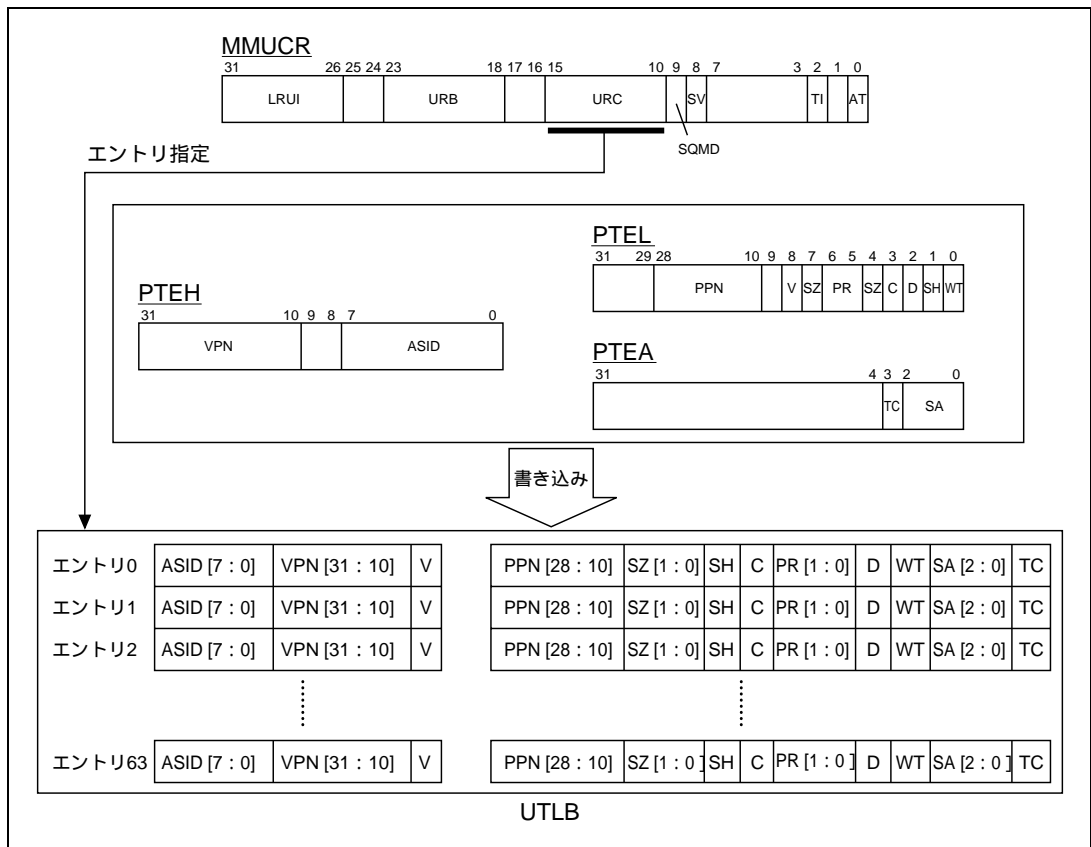 MMUCR
31 26 25 24 23 18 17 16 15 10 9 8 7 3 2 1 0
LRUI URB URC SV TI AT
SQMD
エントリ指定
PTEL
31 29 28 10 9 8 7 6 5 4 3 2 1 0
PPN V SZ PR SZ C D SH WT
PTEH
31 10 9 8 7 0
VPN ASID
PTEA
31 4 3 2 0
TC SA
書き込み
エントリ0 ASID [7 : 0] VPN [31 : 10] V PPN [28 : 10] SZ [1 : 0] SH C PR [1 : 0] D WT SA [2 : 0] TC
エントリ1 ASID [7 : 0] VPN [31 : 10] V PPN [28 : 10] SZ [1 : 0] SH C PR [1 : 0] D WT SA [2 : 0] TC
エントリ2 ASID [7 : 0] VPN [31 : 10] V PPN [28 : 10] SZ [1 : 0] SH C PR [1 : 0] D WT SA [2 : 0] TC
エントリ63 ASID [7 : 0] VPN [31 : 10] V PPN [28 : 10] SZ [1 : 0] SH C PR [1 : 0] D WT SA [2 : 0] TC
UTLB